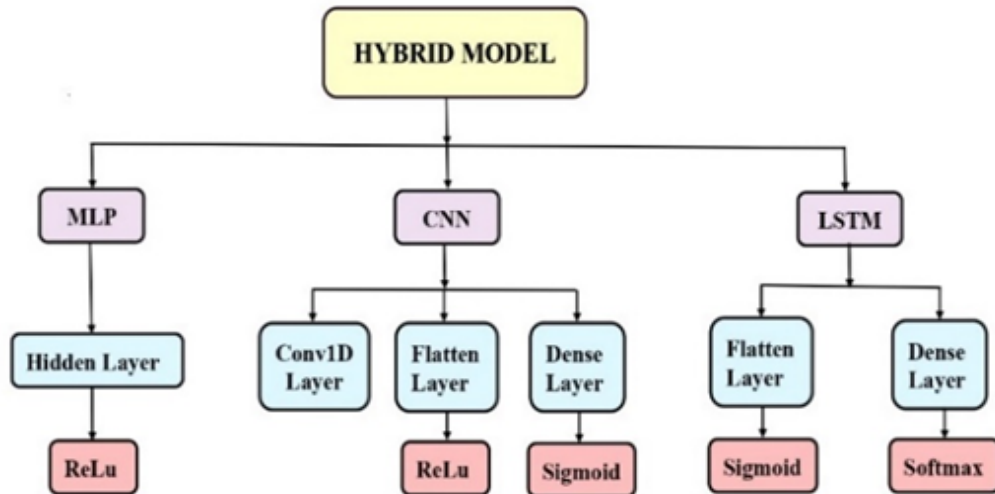 HYBRID MODEL
MLP
CNN
LSTM
Hidden Layer
Conv1D
Layer
Flatten
Layer
Dense
Layer
Flatten
Layer
Dense
Layer
ReLu
ReLu
Sigmoid
Sigmoid
Softmax